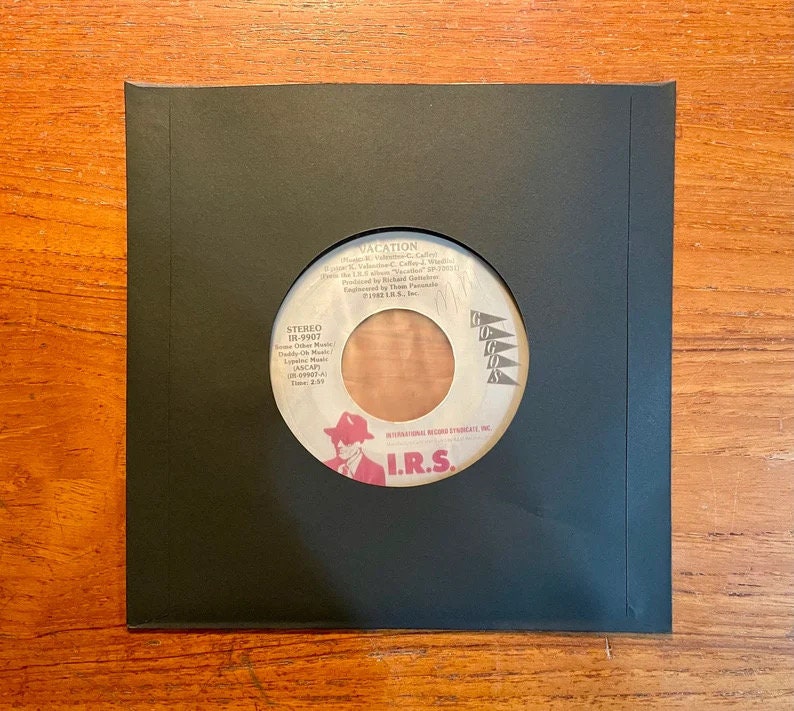 VACATION
(Music: K. Valentine-C. Caffey)
(Lyrics: K. Valentine-C. Caffey-J. Wiedlin)
(From the I.R.S album "Vacation" SP-70031)
Produced by Richard Gottehrer
Engineered by Thom Panunzio
℗1982 I.R.S., Inc.
STEREO
IR-9907
Some Other Music/
Daddy-Oh Music/
Lypsinc Music
(ASCAP)
(IR-09907-A)
Time: 2:59
GO-GO'S
INTERNATIONAL RECORD SYNDICATE, INC.
I.R.S.